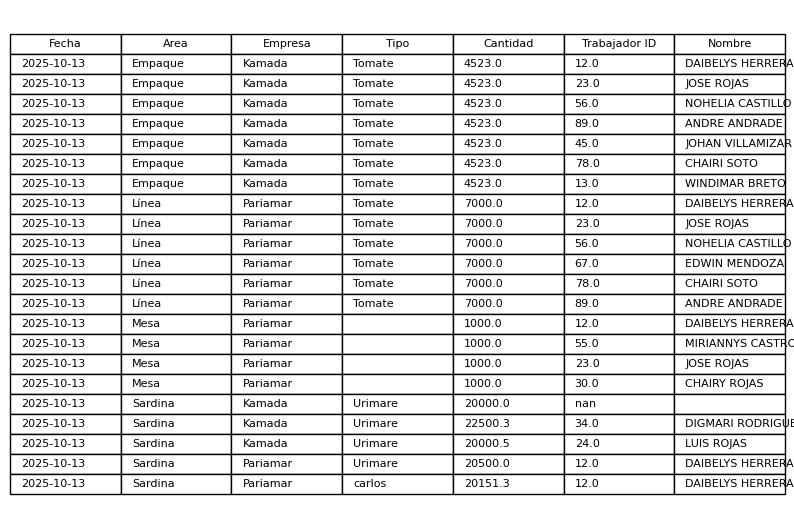 Fecha Area Empresa Tipo Cantidad Trabajador ID Nombre
2025-10-13 Empaque Kamada Tomate 4523.0 12.0 DAIBELYS HERRERA
2025-10-13 Empaque Kamada Tomate 4523.0 23.0 JOSE ROJAS
2025-10-13 Empaque Kamada Tomate 4523.0 56.0 NOHELIA CASTILLO
2025-10-13 Empaque Kamada Tomate 4523.0 89.0 ANDRE ANDRADE
2025-10-13 Empaque Kamada Tomate 4523.0 45.0 JOHAN VILLAMIZAR
2025-10-13 Empaque Kamada Tomate 4523.0 78.0 CHAIRI SOTO
2025-10-13 Empaque Kamada Tomate 4523.0 13.0 WINDIMAR BRETO
2025-10-13 Línea Pariamar Tomate 7000.0 12.0 DAIBELYS HERRERA
2025-10-13 Línea Pariamar Tomate 7000.0 23.0 JOSE ROJAS
2025-10-13 Línea Pariamar Tomate 7000.0 56.0 NOHELIA CASTILLO
2025-10-13 Línea Pariamar Tomate 7000.0 67.0 EDWIN MENDOZA
2025-10-13 Línea Pariamar Tomate 7000.0 78.0 CHAIRI SOTO
2025-10-13 Línea Pariamar Tomate 7000.0 89.0 ANDRE ANDRADE
2025-10-13 Mesa Pariamar 1000.0 12.0 DAIBELYS HERRERA
2025-10-13 Mesa Pariamar 1000.0 55.0 MIRIANNYS CASTRO
2025-10-13 Mesa Pariamar 1000.0 23.0 JOSE ROJAS
2025-10-13 Mesa Pariamar 1000.0 30.0 CHAIRY ROJAS
2025-10-13 Sardina Kamada Urimare 20000.0 nan
2025-10-13 Sardina Kamada Urimare 22500.3 34.0 DIGMARI RODRIGUE
2025-10-13 Sardina Kamada Urimare 20000.5 24.0 LUIS ROJAS
2025-10-13 Sardina Pariamar Urimare 20500.0 12.0 DAIBELYS HERRERA
2025-10-13 Sardina Pariamar carlos 20151.3 12.0 DAIBELYS HERRERA